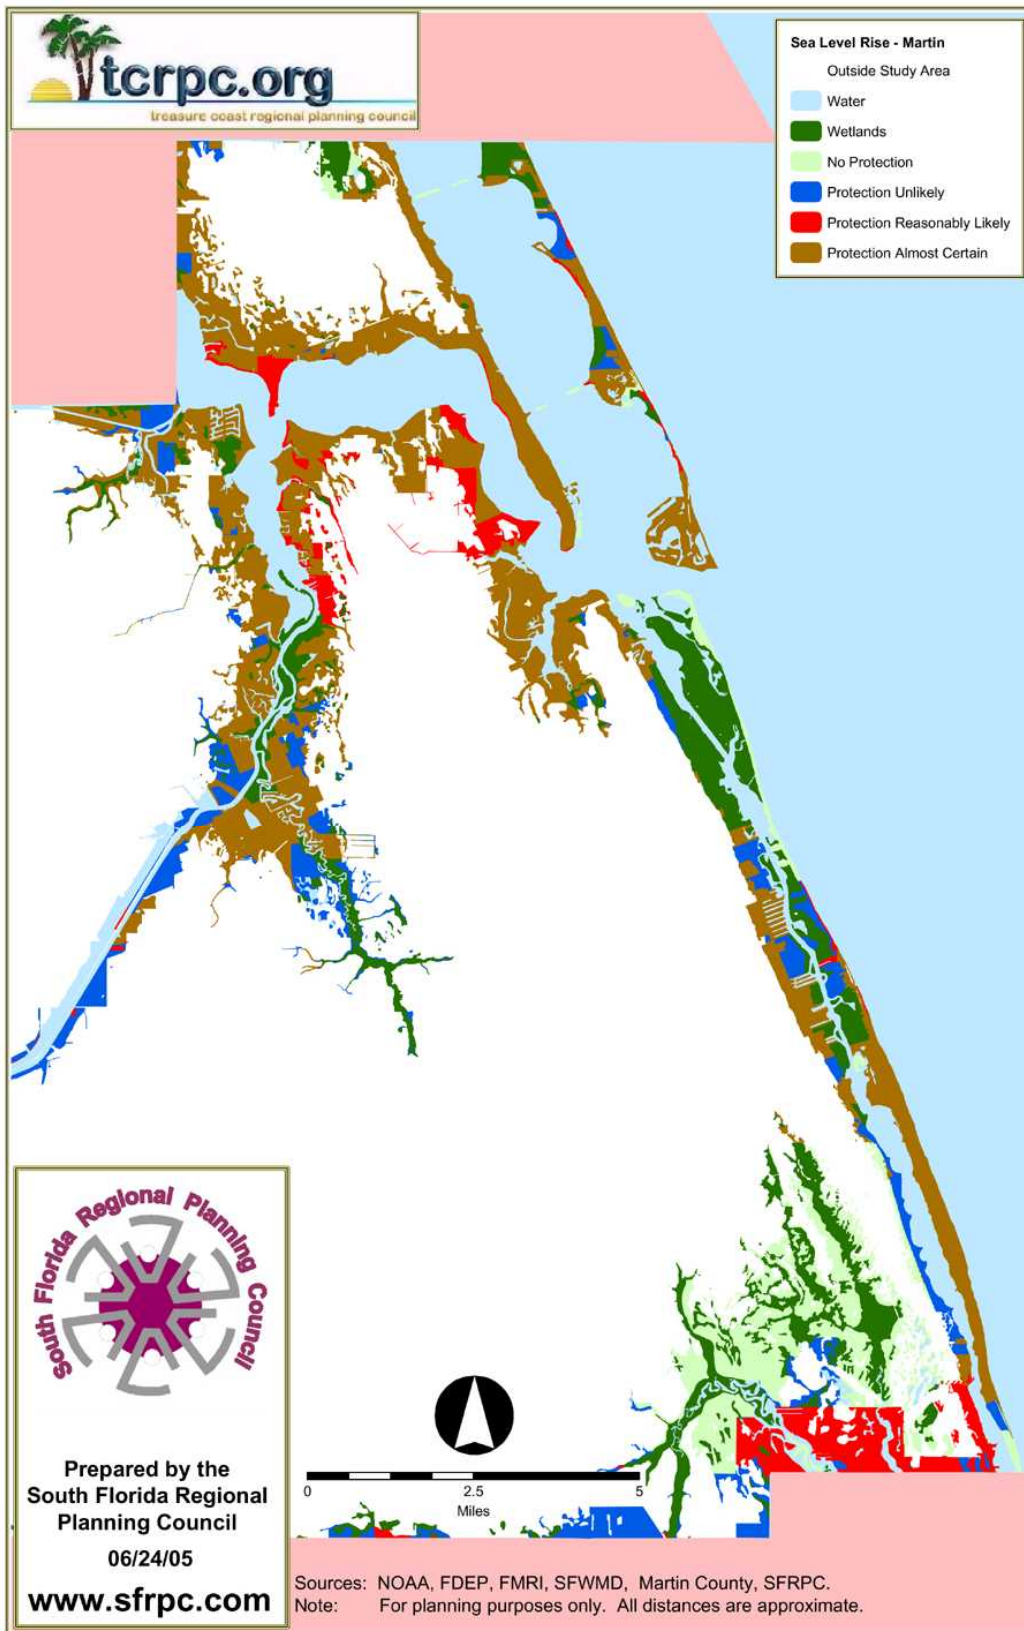 tcrpc.org
treasure coast regional planning council
Sea Level Rise - Martin
Outside Study Area
Water
Wetlands
No Protection
Protection Unlikely
Protection Reasonably Likely
Protection Almost Certain
South Florida Regional Planning Council
Prepared by the
South Florida Regional
Planning Council
06/24/05
www.sfrpc.com
0 2.5 5
Miles
Sources: NOAA, FDEP, FMRI, SFWMD, Martin County, SFRPC.
Note: For planning purposes only. All distances are approximate.